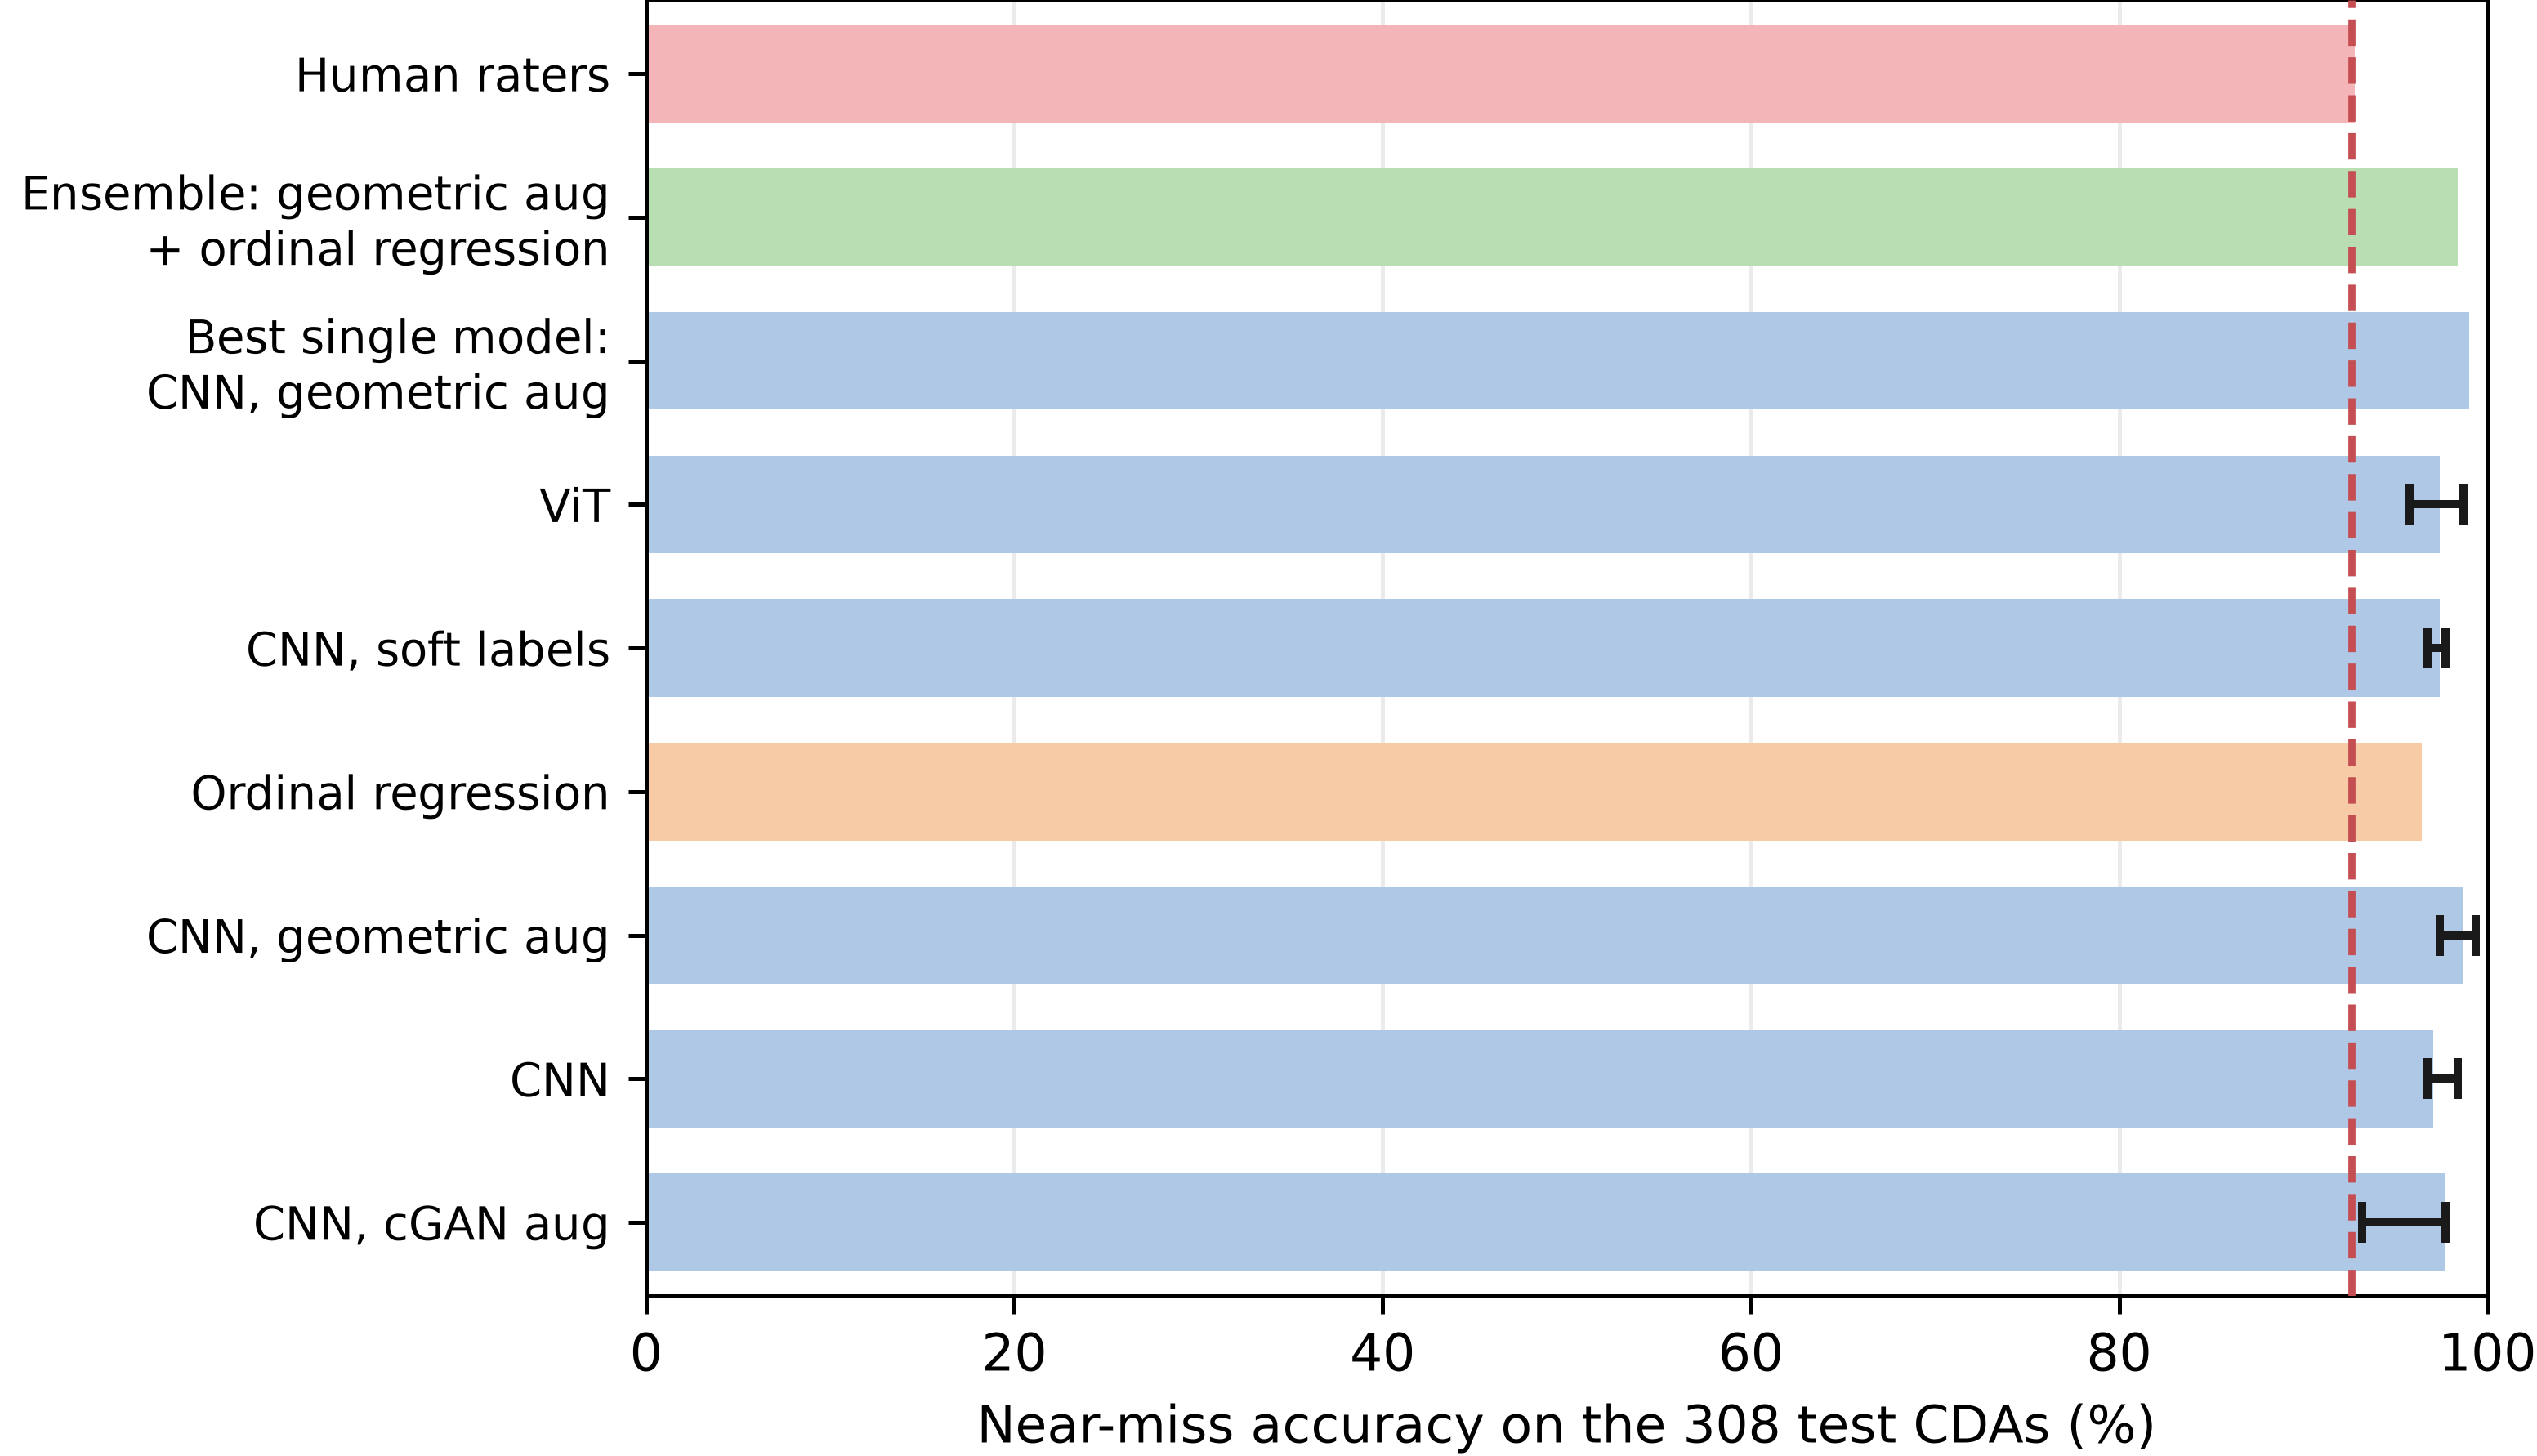 Human raters
Ensemble: geometric aug
+ ordinal regression
Best single model:
CNN, geometric aug
ViT
CNN, soft labels
Ordinal regression
CNN, geometric aug
CNN
CNN, cGAN aug
0 20 40 60 80 100
Near-miss accuracy on the 308 test CDAs (%)